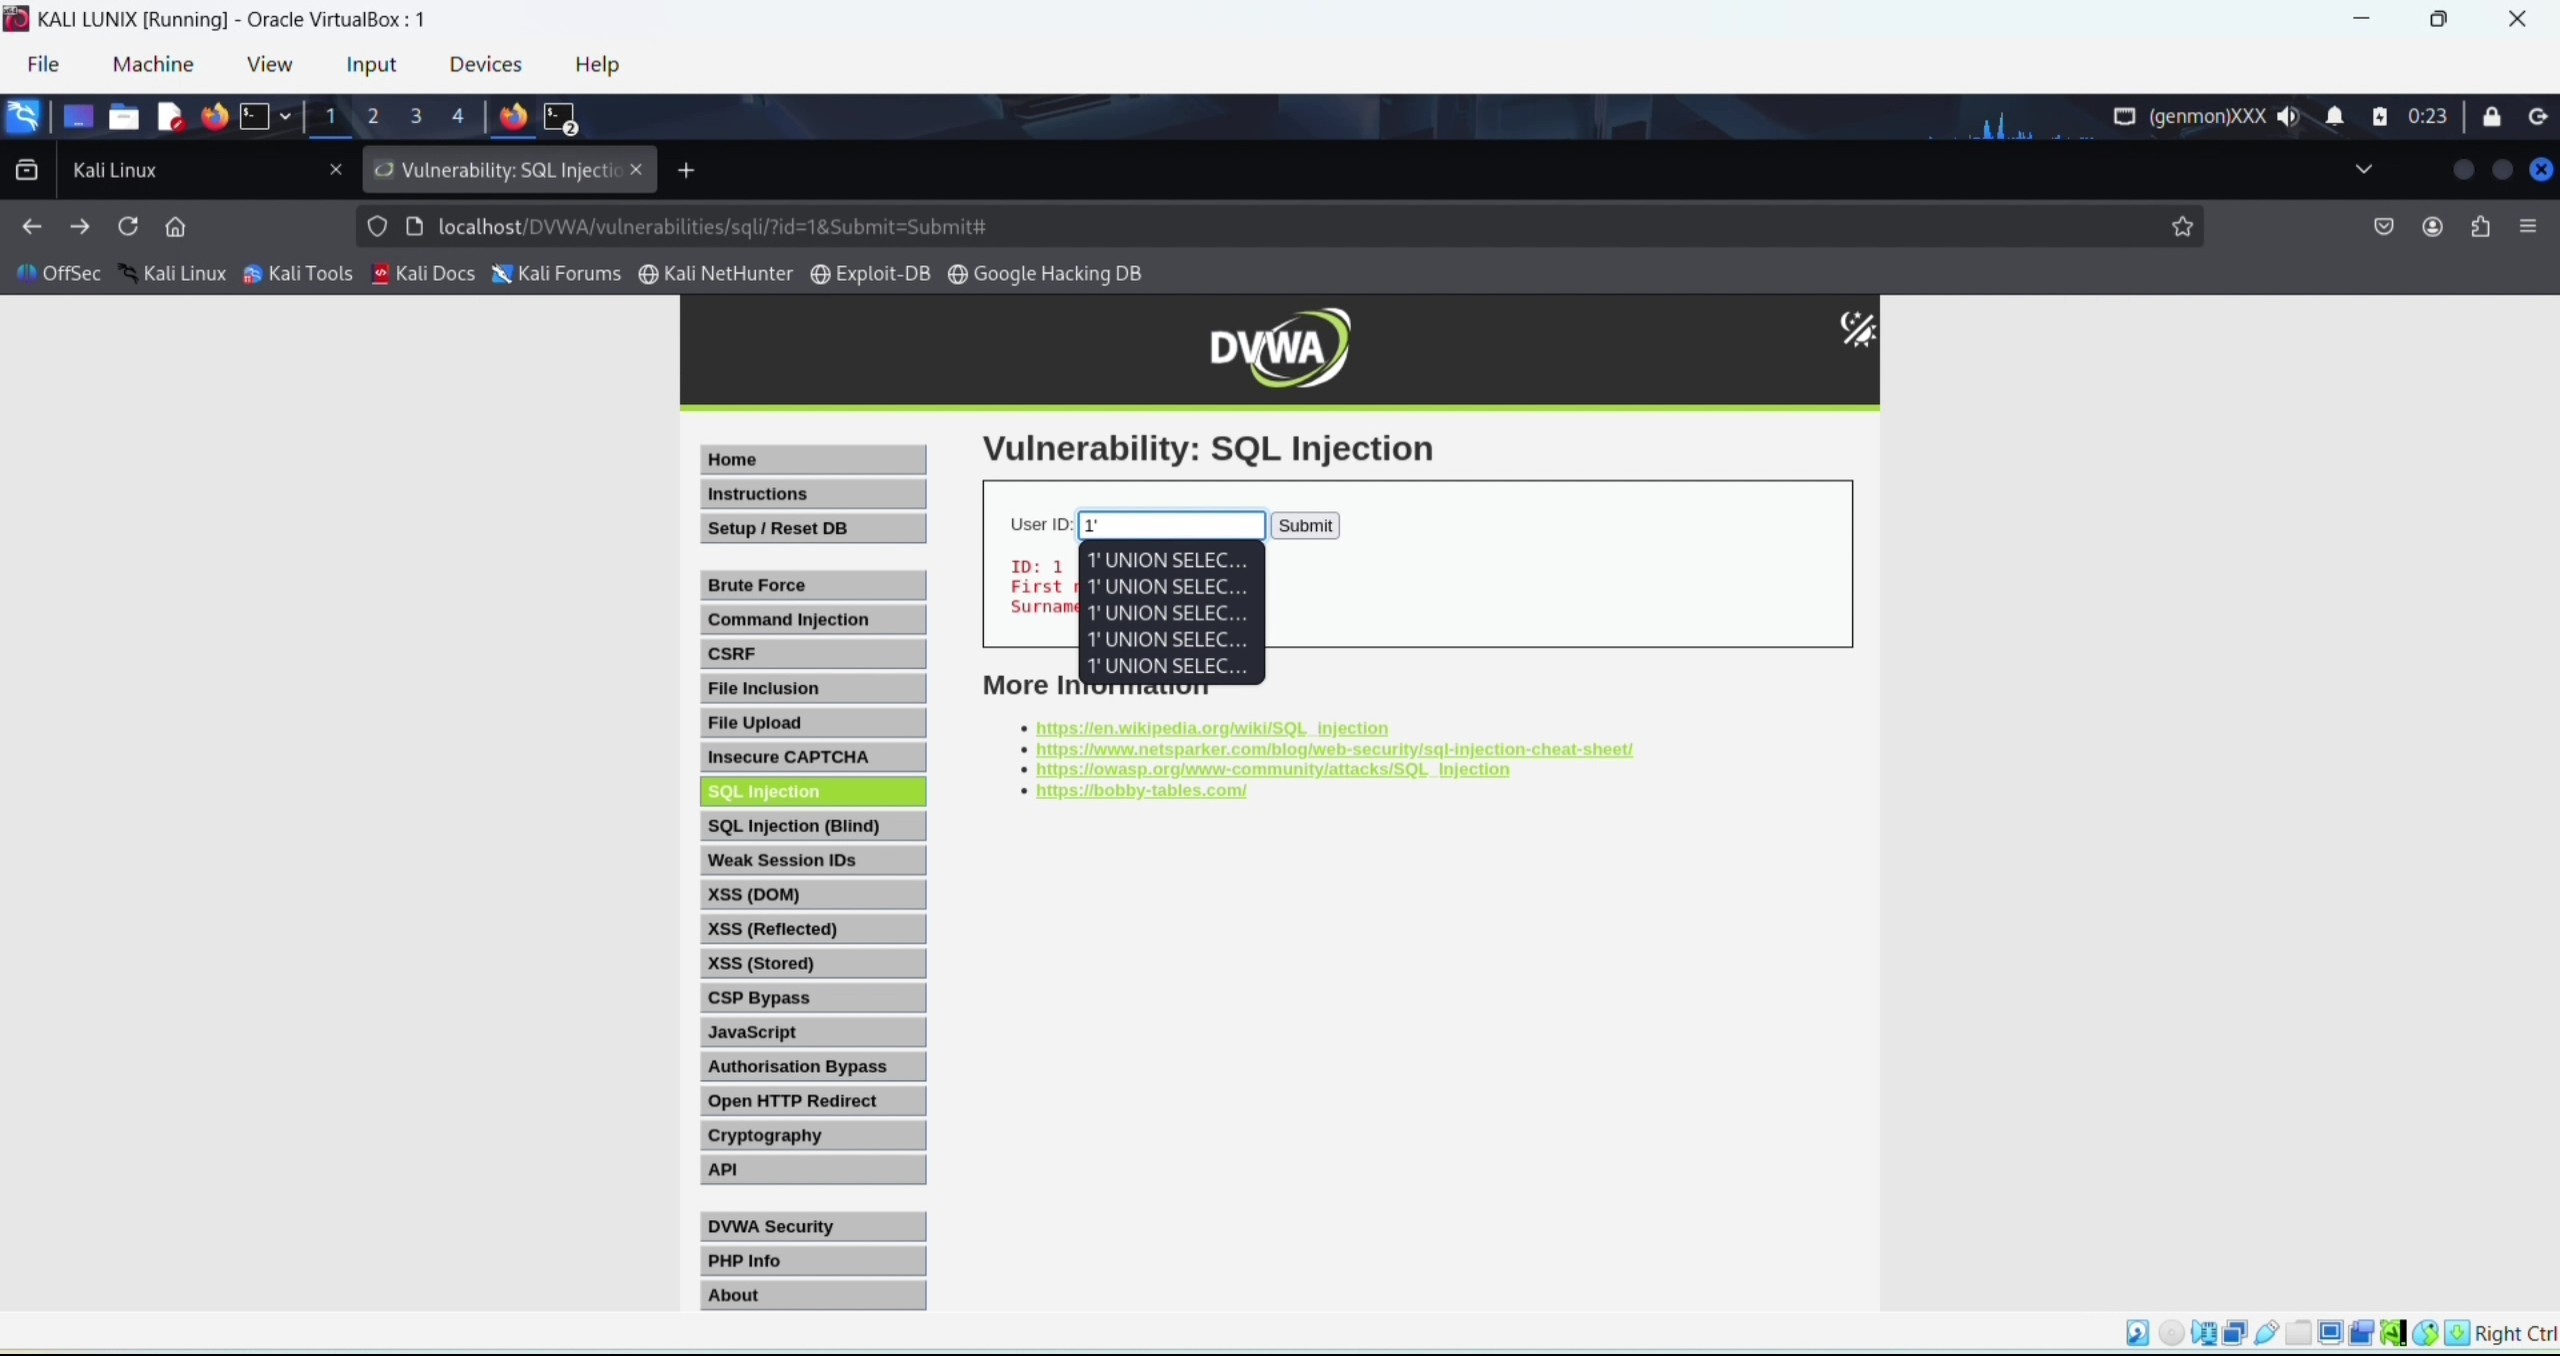 KALI LUNIX [Running] - Oracle VirtualBox : 1
File Machine View Input Devices Help
1 2 3 4 2 (genmon)XXX 0:23
Kali Linux
Vulnerability: SQL Injectio
localhost/DVWA/vulnerabilities/sqli/?id=1&Submit=Submit#
OffSec Kali Linux Kali Tools Kali Docs Kali Forums Kali NetHunter Exploit-DB Google Hacking DB
DVWA
Home
Instructions
Setup / Reset DB
Brute Force
Command Injection
CSRF
File Inclusion
File Upload
Insecure CAPTCHA
SQL Injection
SQL Injection (Blind)
Weak Session IDs
XSS (DOM)
XSS (Reflected)
XSS (Stored)
CSP Bypass
JavaScript
Authorisation Bypass
Open HTTP Redirect
Cryptography
API
DVWA Security
PHP Info
About
Vulnerability: SQL Injection
User ID: 1' Submit
ID: 1
First
Surname
1' UNION SELEC...
1' UNION SELEC...
1' UNION SELEC...
1' UNION SELEC...
1' UNION SELEC...
More Information
https://en.wikipedia.org/wiki/SQL_injection
https://www.netsparker.com/blog/web-security/sql-injection-cheat-sheet/
https://owasp.org/www-community/attacks/SQL_Injection
https://bobby-tables.com/
Right Ctrl